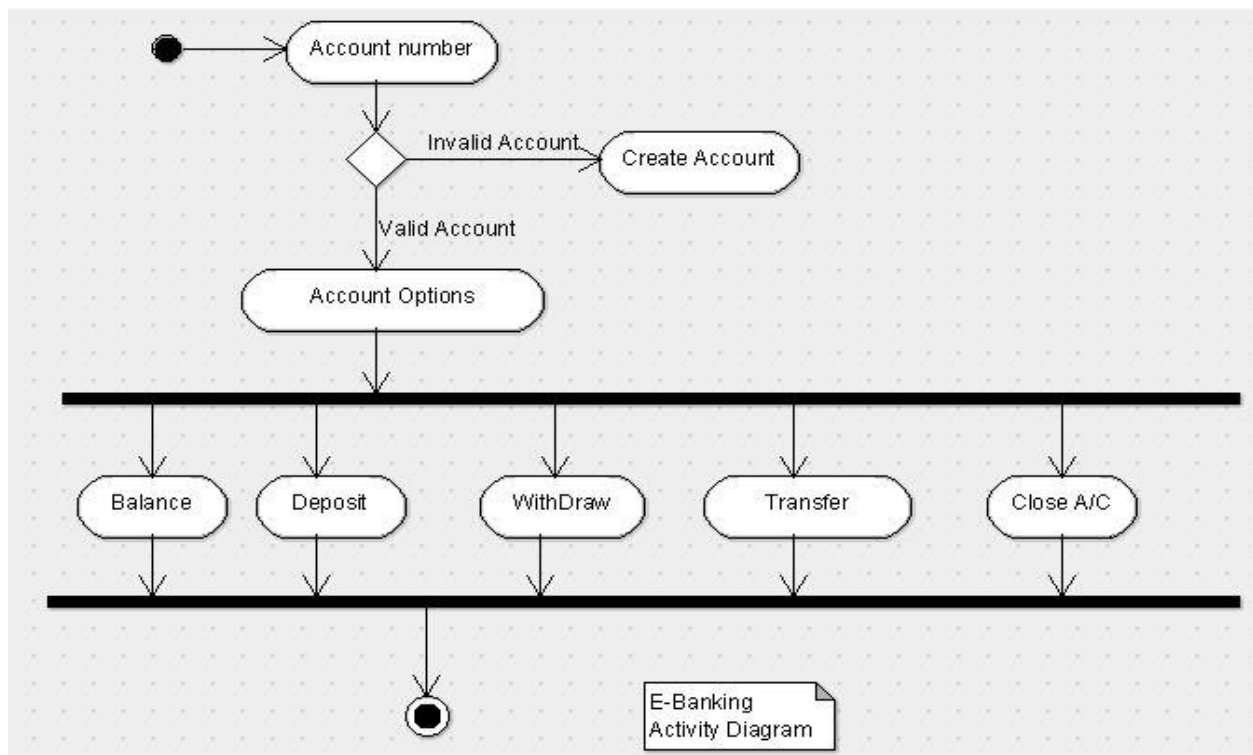 Account number
Invalid Account
Create Account
Valid Account
Account Options
Balance
Deposit
WithDraw
Transfer
Close A/C
E-Banking
Activity Diagram